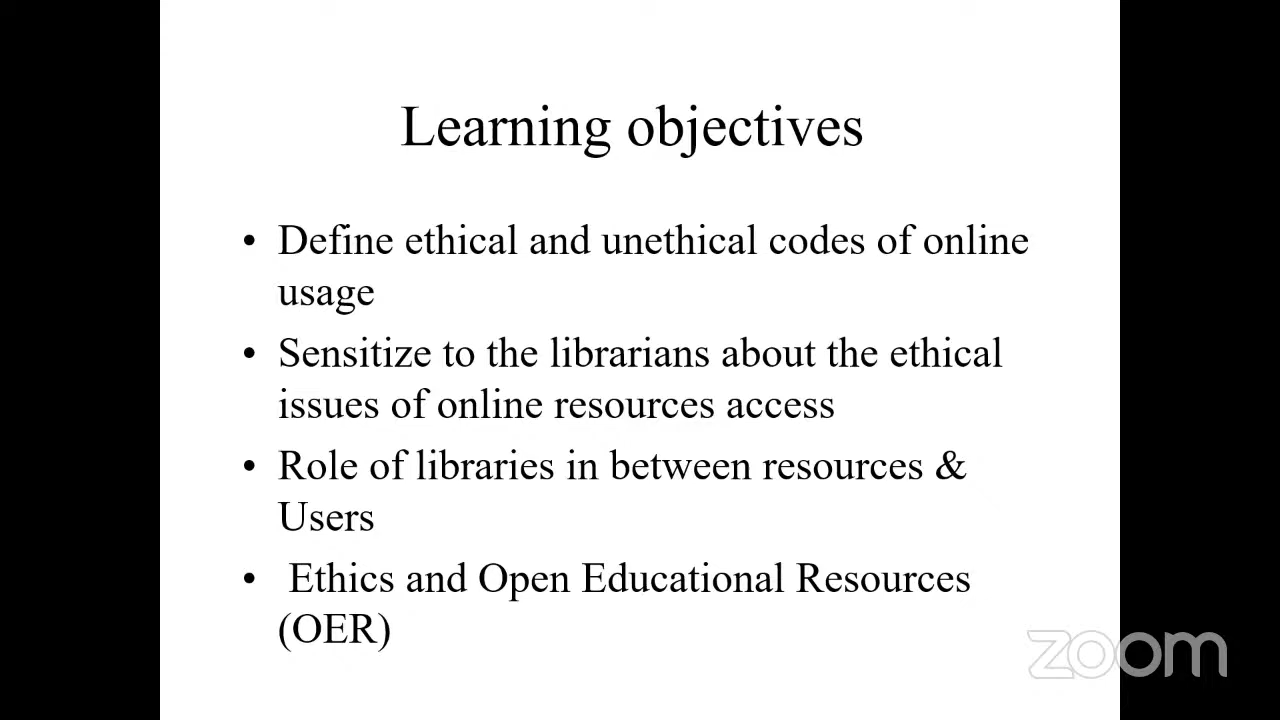 Learning objectives
• Define ethical and unethical codes of online
usage
• Sensitize to the librarians about the ethical
issues of online resources access
• Role of libraries in between resources &
Users
• Ethics and Open Educational Resources
(OER)
zoom